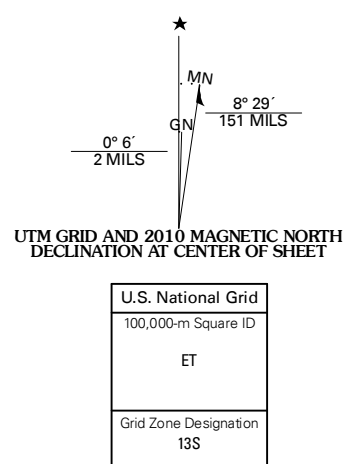 MN
GN
8° 29´
151 MILS
0° 6´
2 MILS
UTM GRID AND 2010 MAGNETIC NORTH
DECLINATION AT CENTER OF SHEET
U.S. National Grid
100,000-m Square ID
ET
Grid Zone Designation
13S